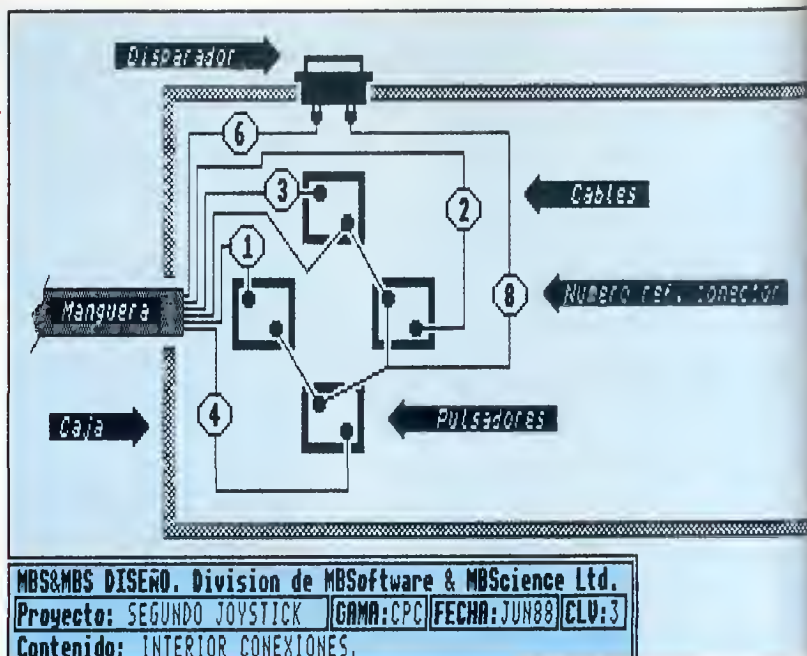 Disparador
6
3
2
Cables
1
8
Numero ref. conector
Manguera
4
Caja
Pulsadores
MBS&MBS DISEÑO. Division de MBSoftware & MBScience Ltd.
Proyecto: SEGUNDO JOYSTICK GAMA:CPC FECHA:JUN88 CLV:3
Contenido: INTERIOR CONEXIONES.